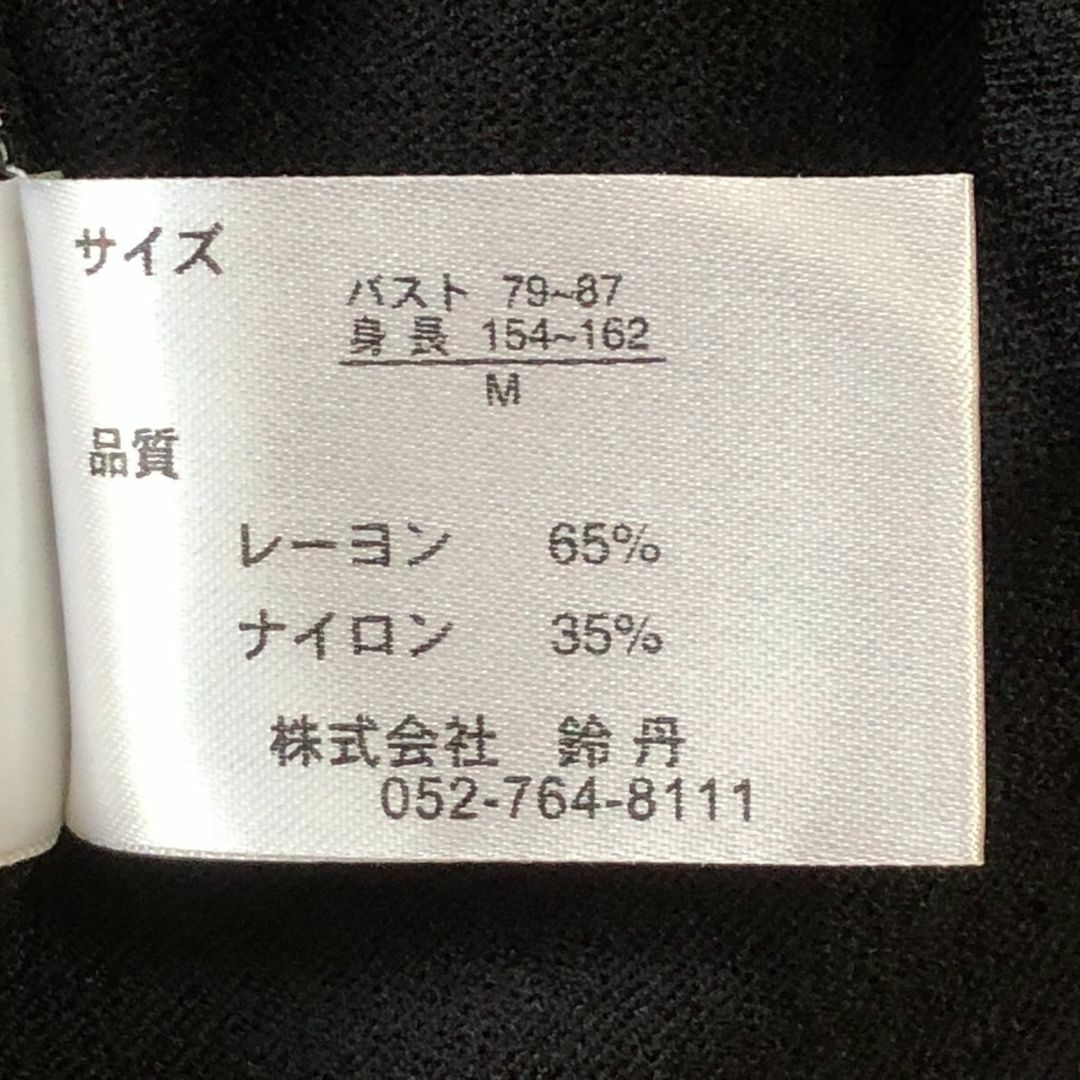 サイズ
バスト 79~87
身長 154~162
M
品質
レーヨン 65%
ナイロン 35%
株式会社 鈴丹
052-764-8111